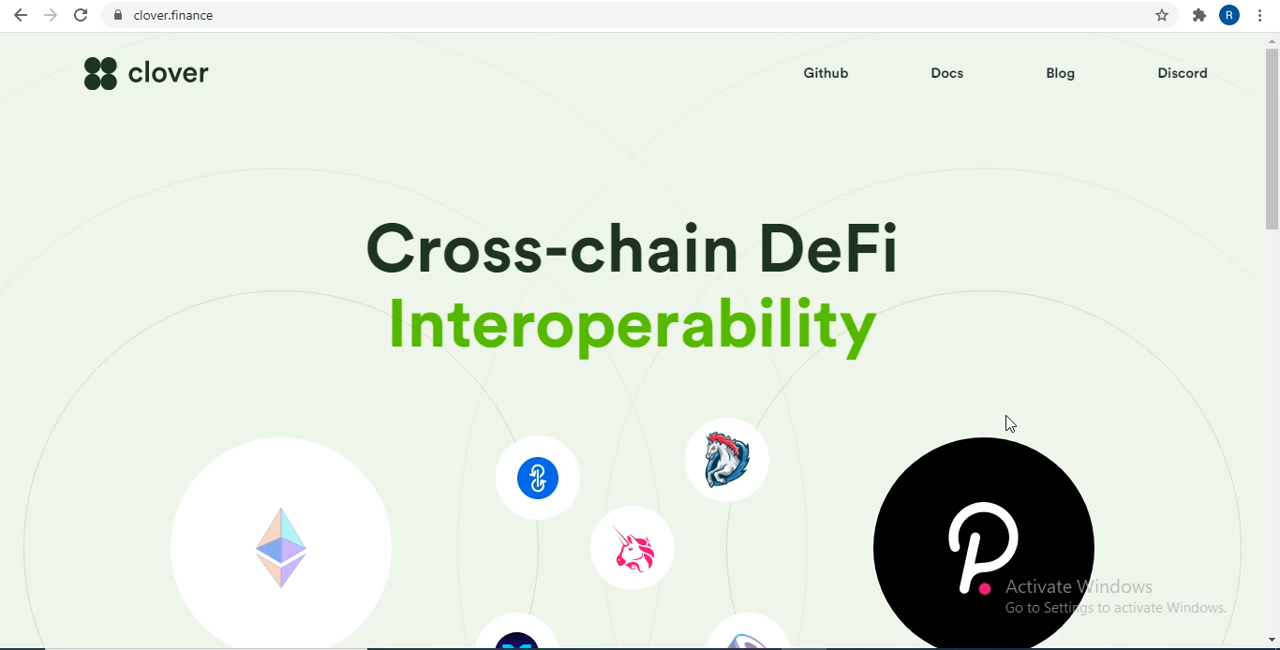 clover.finance
R
clover
Github
Docs
Blog
Discord
Cross-chain DeFi
Interoperability
Activate Windows
Go to Settings to activate Windows.